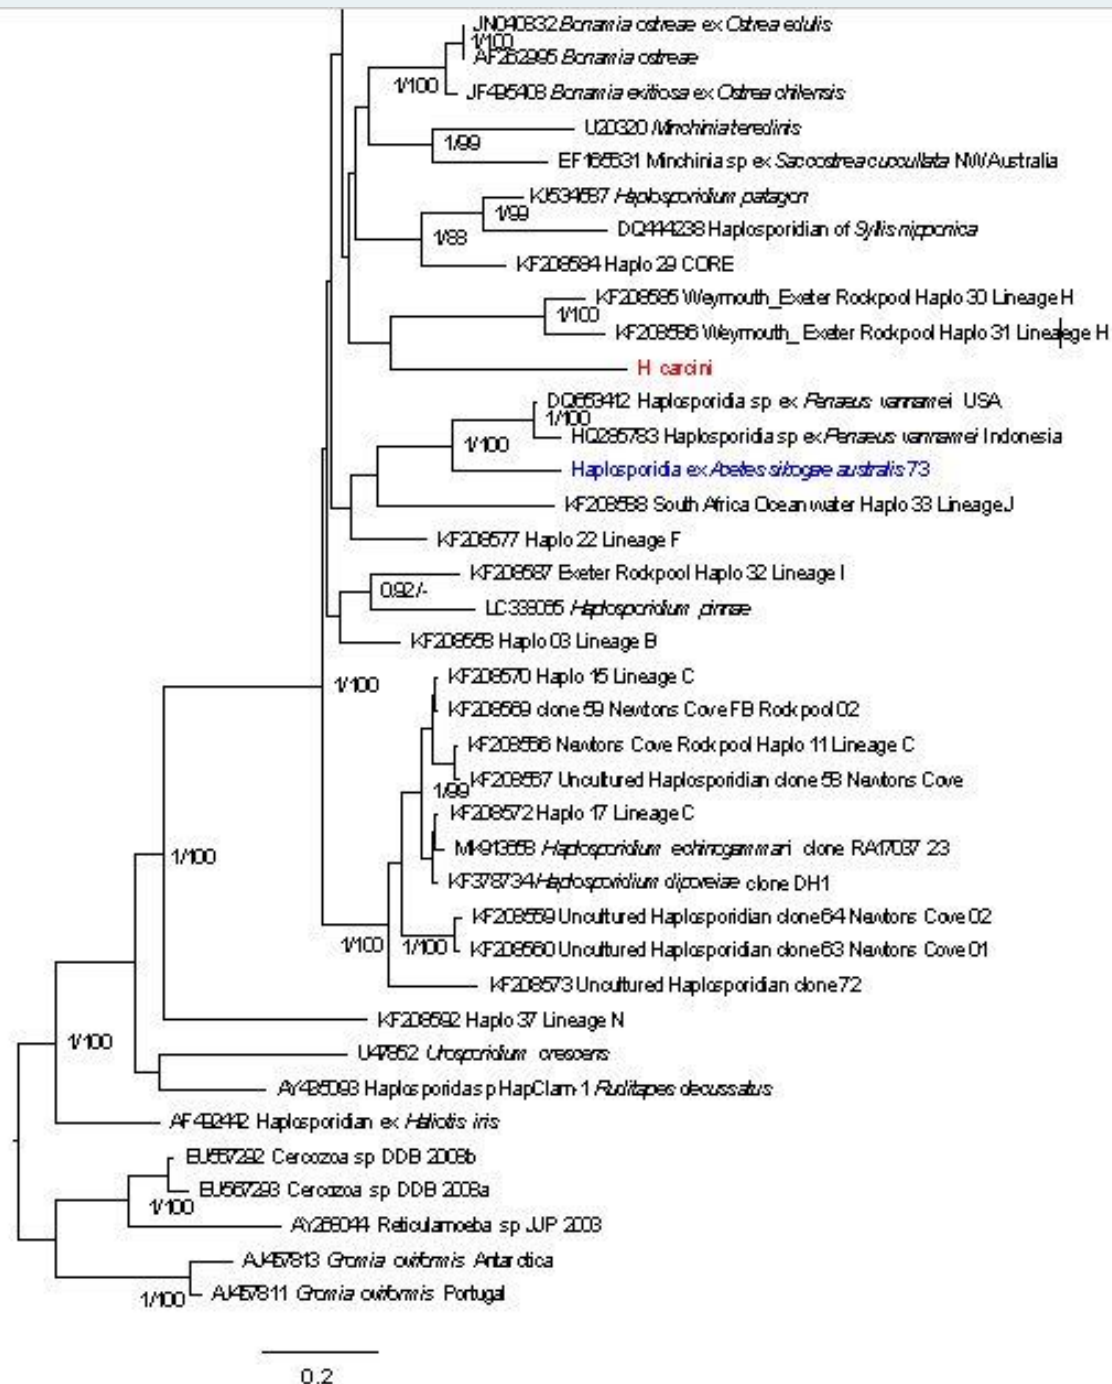 JN040832 Bonamia ostreae ex Ostrea edulis
1/100
AF262995 Bonamia ostreae
1/100
JF495408 Bonamia exitiosa ex Ostrea chilensis
U20320 Minchinia teredinis
1/99
EF165631 Minchinia sp ex Saccostrea cucculata NW Australia
KJ534587 Haplosporidium patagon
1/99
DQ444238 Haplosporidian of Syllis nipponica
1/88
KF208584 Haplo 29 CORE
KF208585 Weymouth_Exeter Rockpool Haplo 30 Lineage H
1/100
KF208586 Weymouth_ Exeter Rockpool Haplo 31 Linealege H
H carcini
DQ653412 Haplosporidia sp ex Penaeus vannamei USA
1/100
HQ285783 Haplosporidia sp ex Penaeus vannamei Indonesia
1/100
Haplosporidia ex Acetes sibogae australis 73
KF208588 South Africa Ocean water Haplo 33 Lineage J
KF208577 Haplo 22 Lineage F
KF208587 Exeter Rockpool Haplo 32 Lineage I
0.92/-
LC338065 Haplosporidium pinnae
KF208558 Haplo 03 Lineage B
KF208570 Haplo 15 Lineage C
1/100
KF208569 clone 59 Newtons Cove FB Rockpool 02
KF208566 Newtons Cove Rockpool Haplo 11 Lineage C
KF208567 Uncultured Haplosporidian clone 58 Newtons Cove
1/99
KF208572 Haplo 17 Lineage C
MK913658 Haplosporidium echinogammari clone RA17037 23
1/100
KF378734 Haplosporidium diporeiae clone DH1
KF208559 Uncultured Haplosporidian clone 64 Newtons Cove 02
1/100 1/100
KF208560 Uncultured Haplosporidian clone 63 Newtons Cove 01
KF208573 Uncultured Haplosporidian clone 72
KF208592 Haplo 37 Lineage N
1/100
U47852 Urosporidium crescens
AY435093 Haplosporida sp HapClam-1 Ruditapes decussatus
AF492442 Haplosporidian ex Haliotis iris
EU567292 Cercozoa sp DDB 2008b
EU567293 Cercozoa sp DDB 2008a
1/100
AY268044 Reticulamoeba sp JJP 2003
AJ457813 Gromia oviformis Antarctica
AJ457811 Gromia oviformis Portugal
1/100
0.2